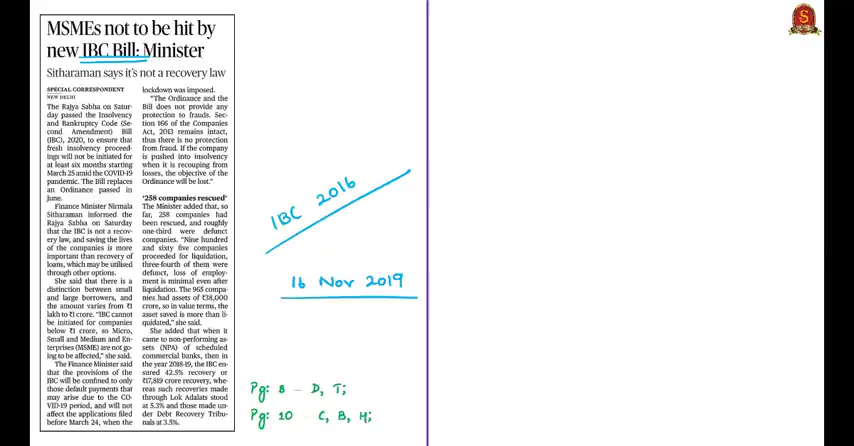 MSMEs not to be hit by
new IBC Bill: Minister
Sitharaman says it's not a recovery law
SPECIAL CORRESPONDENT
NEW DELHI
The Rajya Sabha on Satur-
day passed the Insolvency
and Bankruptcy Code (Se-
cond Amendment) Bill
(IBC), 2020, to ensure that
fresh insolvency proceed-
ings will not be initiated for
at least six months starting
March 25 amid the COVID-19
pandemic. The Bill replaces
an Ordinance passed in
June.
Finance Minister Nirmala
Sitharaman informed the
Rajya Sabha on Saturday
that the IBC is not a recov-
ery law, and saving the lives
of the companies is more
important than recovery of
loans, which may be utilised
through other options.
She said that there is a
distinction between small
and large borrowers, and
the amount varies from ₹1
lakh to ₹1 crore. "IBC cannot
be initiated for companies
below ₹1 crore, so Micro,
Small and Medium and En-
terprises (MSME) are not go-
ing to be affected," she said.
The Finance Minister said
that the provisions of the
IBC will be confined to only
those default payments that
may arise due to the CO-
VID-19 period, and will not
affect the applications filed
before March 24, when the
lockdown was imposed.
"The Ordinance and the
Bill does not provide any
protection to frauds. Sec-
tion 166 of the Companies
Act, 2013 remains intact,
thus there is no protection
from fraud. If the company
is pushed into insolvency
when it is recouping from
losses, the objective of the
Ordinance will be lost."
'258 companies rescued'
The Minister added that, so
far, 258 companies had
been rescued, and roughly
one-third were defunct
companies. "Nine hundred
and sixty five companies
proceeded for liquidation,
three-fourth of them were
defunct, loss of employ-
ment is minimal even after
liquidation. The 965 compa-
nies had assets of ₹38,000
crore, so in value terms, the
asset saved is more than li-
quidated," she said.
She added that when it
came to non-performing as-
sets (NPA) of scheduled
commercial banks, then in
the year 2018-19, the IBC en-
sured 42.5% recovery or
₹17,819 crore recovery, whe-
reas such recoveries made
through Lok Adalats stood
at 5.3% and those made un-
der Debt Recovery Tribu-
nals at 3.5%.
IBC 2016
16 Nov 2019
Pg: 8 - D, T;
Pg: 10 - C, B, H;